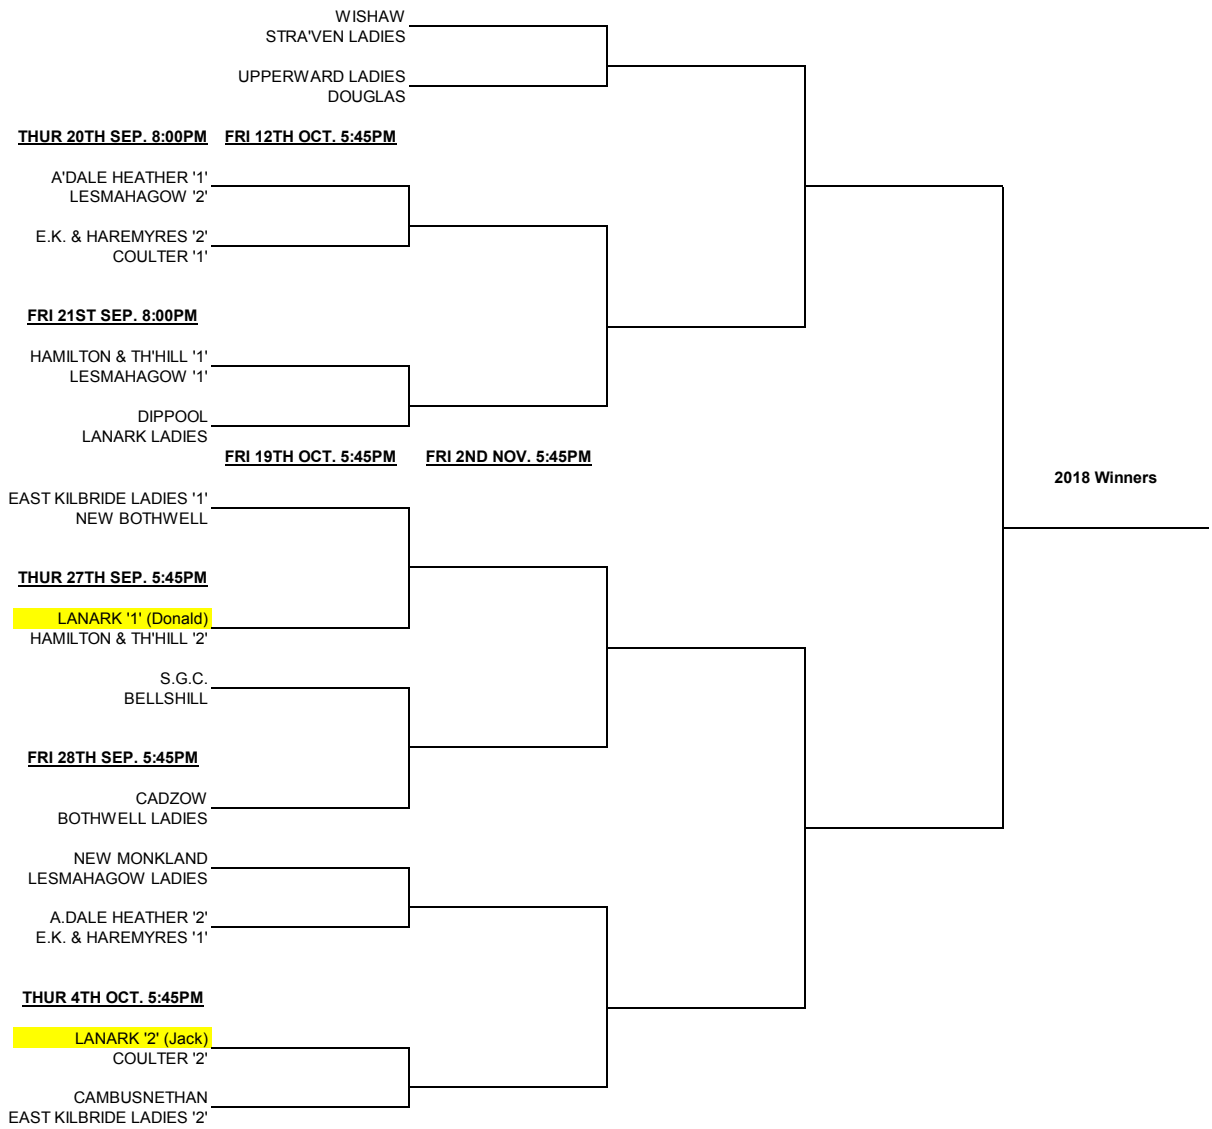 WISHAW
STRA'VEN LADIES
UPPERWARD LADIES
DOUGLAS
THUR 20TH SEP. 8:00PM FRI 12TH OCT. 5:45PM
A'DALE HEATHER '1'
LESMAHAGOW '2'
E.K. & HAREMYRES '2'
COULTER '1'
FRI 21ST SEP. 8:00PM
HAMILTON & TH'HILL '1'
LESMAHAGOW '1'
DIPPOOL
LANARK LADIES
FRI 19TH OCT. 5:45PM FRI 2ND NOV. 5:45PM
2018 Winners
EAST KILBRIDE LADIES '1'
NEW BOTHWELL
THUR 27TH SEP. 5:45PM
LANARK '1' (Donald)
HAMILTON & TH'HILL '2'
S.G.C.
BELLSHILL
FRI 28TH SEP. 5:45PM
CADZOW
BOTHWELL LADIES
NEW MONKLAND
LESMAHAGOW LADIES
A.DALE HEATHER '2'
E.K. & HAREMYRES '1'
THUR 4TH OCT. 5:45PM
LANARK '2' (Jack)
COULTER '2'
CAMBUSNETHAN
EAST KILBRIDE LADIES '2'